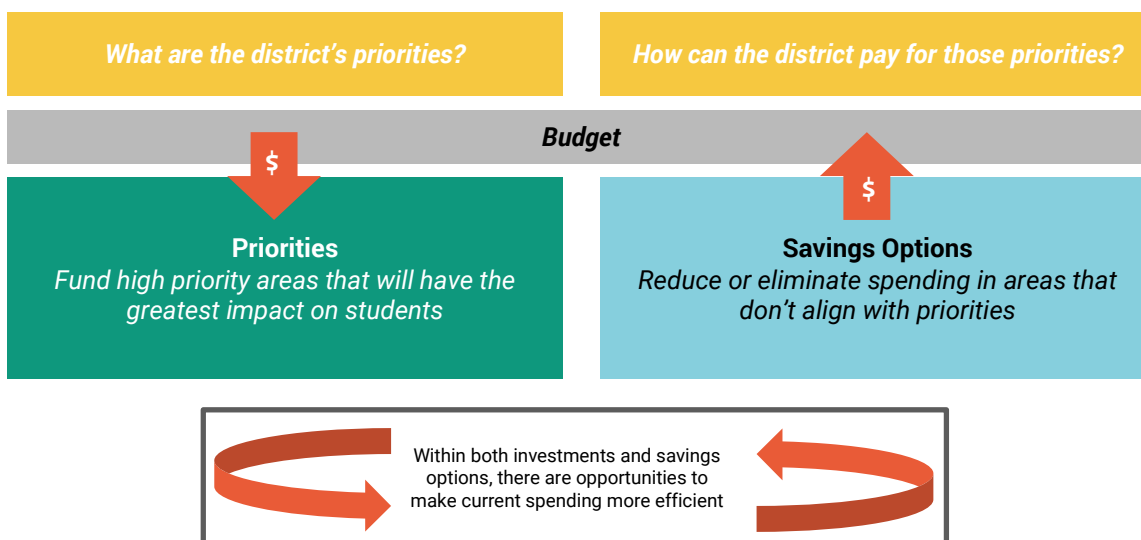 What are the district’s priorities?
How can the district pay for those priorities?
Budget
$
$
Priorities
Fund high priority areas that will have the
greatest impact on students
Savings Options
Reduce or eliminate spending in areas that
don’t align with priorities
Within both investments and savings
options, there are opportunities to
make current spending more efficient